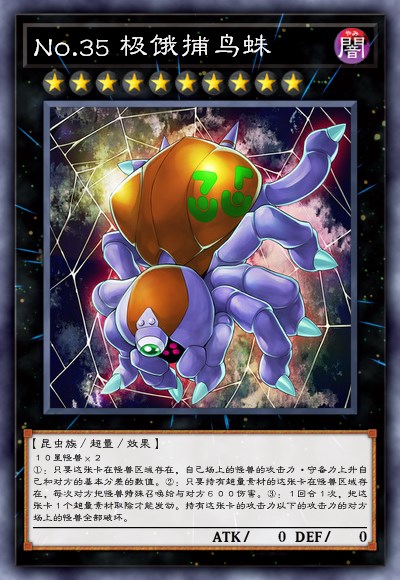 No.35 极饿捕鸟蛛
やみ
闇
【昆虫族／超量／效果】
１０星怪兽×２
①：只要这张卡在怪兽区域存在，自己场上的怪兽的攻击力·守备力上升自
己和对方的基本分差的数值。②：只要持有超量素材的这张卡在怪兽区域存
在，每次对方把怪兽特殊召唤给与对方６００伤害。③：１回合１次，把这
张卡１个超量素材取除才能发动。持有这张卡的攻击力以下的攻击力的对方
场上的怪兽全部破坏。
ATK/ 0 DEF/ 0